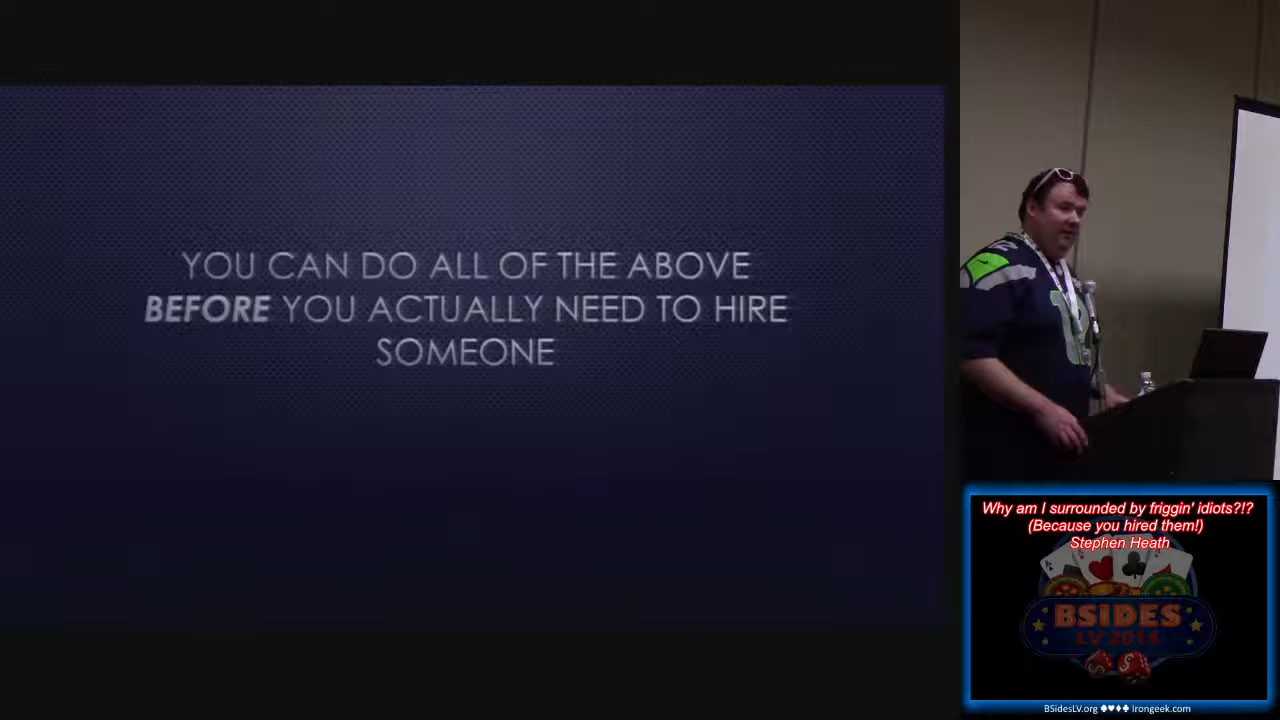 YOU CAN DO ALL OF THE ABOVE
BEFORE YOU ACTUALLY NEED TO HIRE
SOMEONE
12
Why am I surrounded by friggin' idiots?!?
(Because you hired them!)
Stephen Heath
BSIDES
LV 2014
BSidesLV.org ♠♥♦♣ Irongeek.com